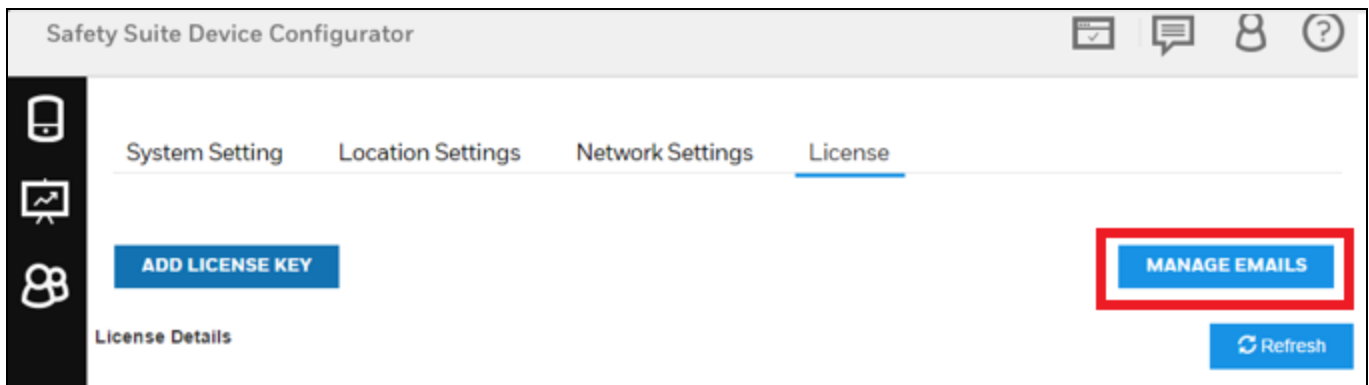 Safety Suite Device Configurator
?
System Setting Location Settings Network Settings License
ADD LICENSE KEY MANAGE EMAILS
License Details Refresh